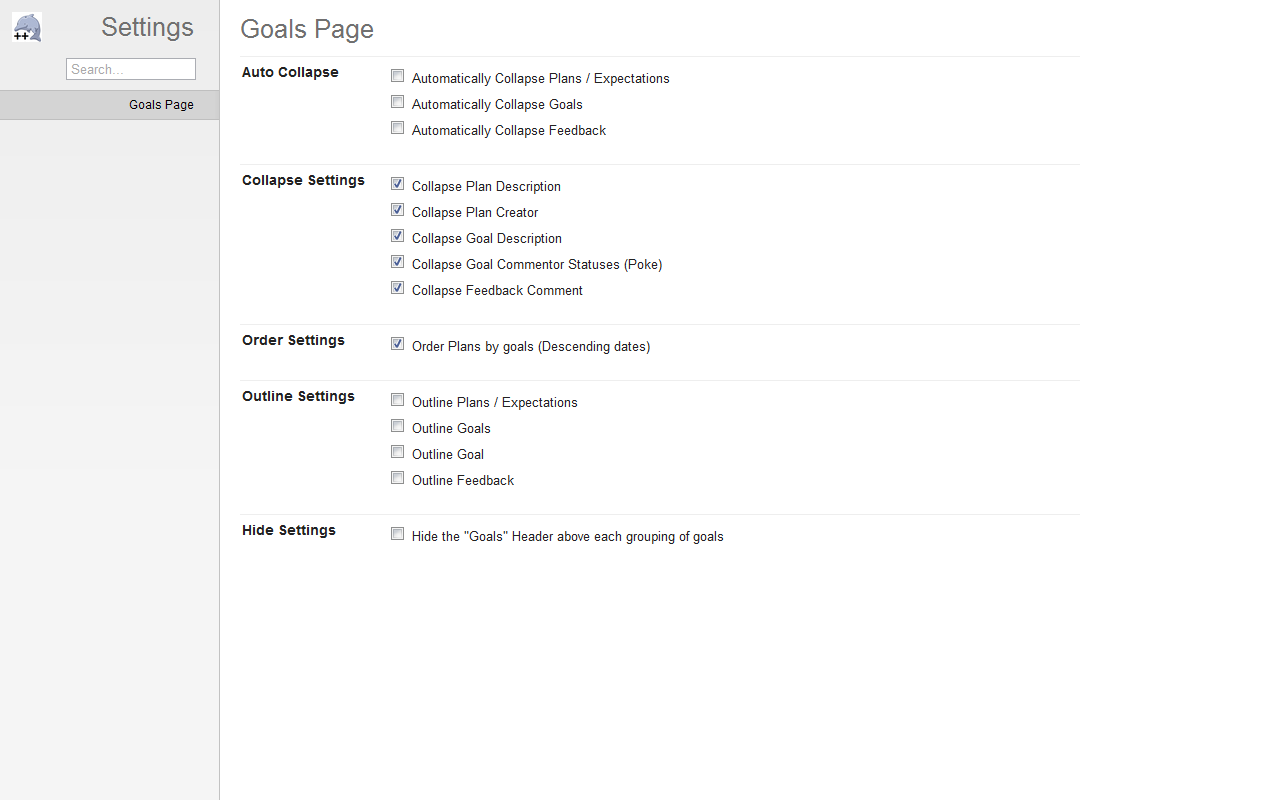 ++
Settings
Search...
Goals Page
Goals Page
Auto Collapse
Automatically Collapse Plans / Expectations
Automatically Collapse Goals
Automatically Collapse Feedback
Collapse Settings
Collapse Plan Description
Collapse Plan Creator
Collapse Goal Description
Collapse Goal Commentor Statuses (Poke)
Collapse Feedback Comment
Order Settings
Order Plans by goals (Descending dates)
Outline Settings
Outline Plans / Expectations
Outline Goals
Outline Goal
Outline Feedback
Hide Settings
Hide the "Goals" Header above each grouping of goals